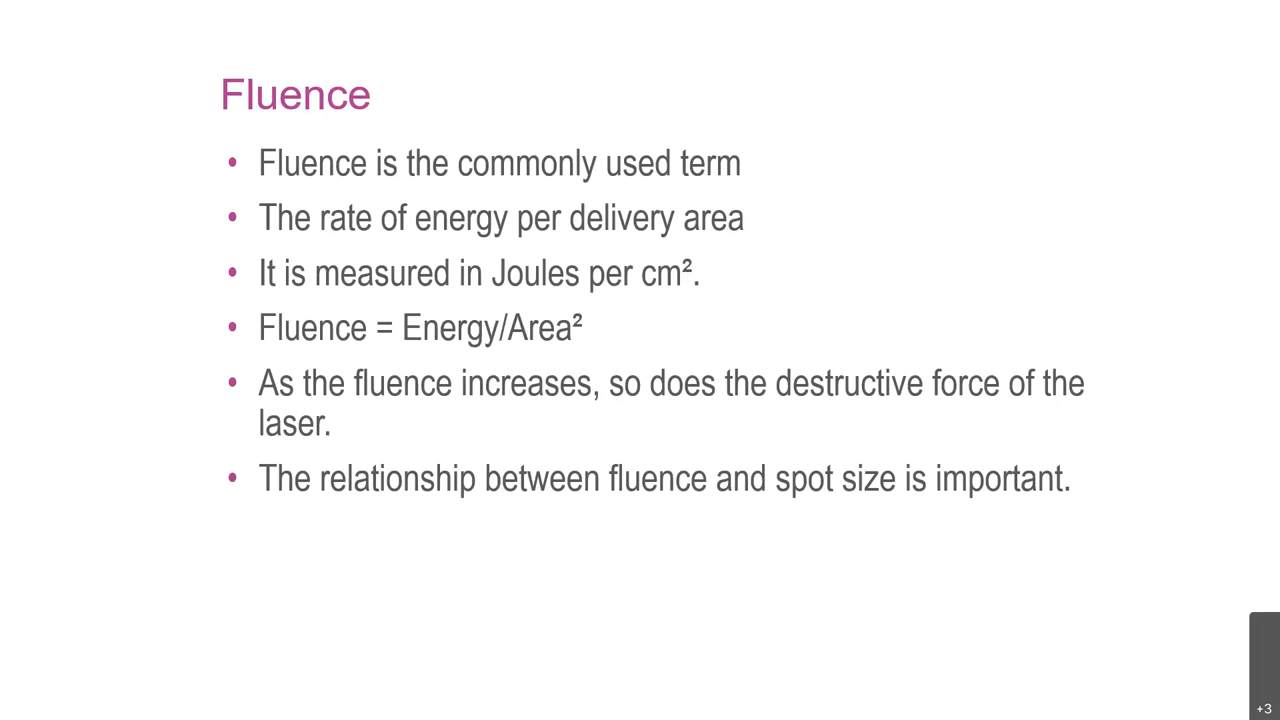 Fluence
• Fluence is the commonly used term
• The rate of energy per delivery area
• It is measured in Joules per cm².
• Fluence = Energy/Area²
• As the fluence increases, so does the destructive force of the
laser.
• The relationship between fluence and spot size is important.
+3